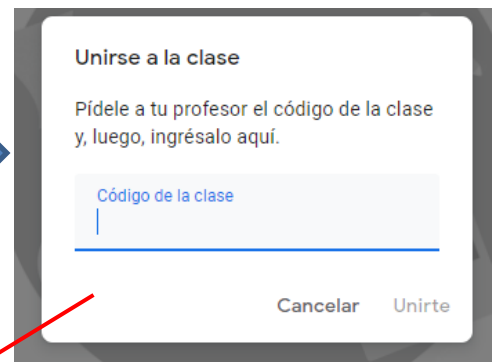 Unirse a la clase
Pídele a tu profesor el código de la clase
y, luego, ingrésalo aquí.
Código de la clase
Cancelar Unirte